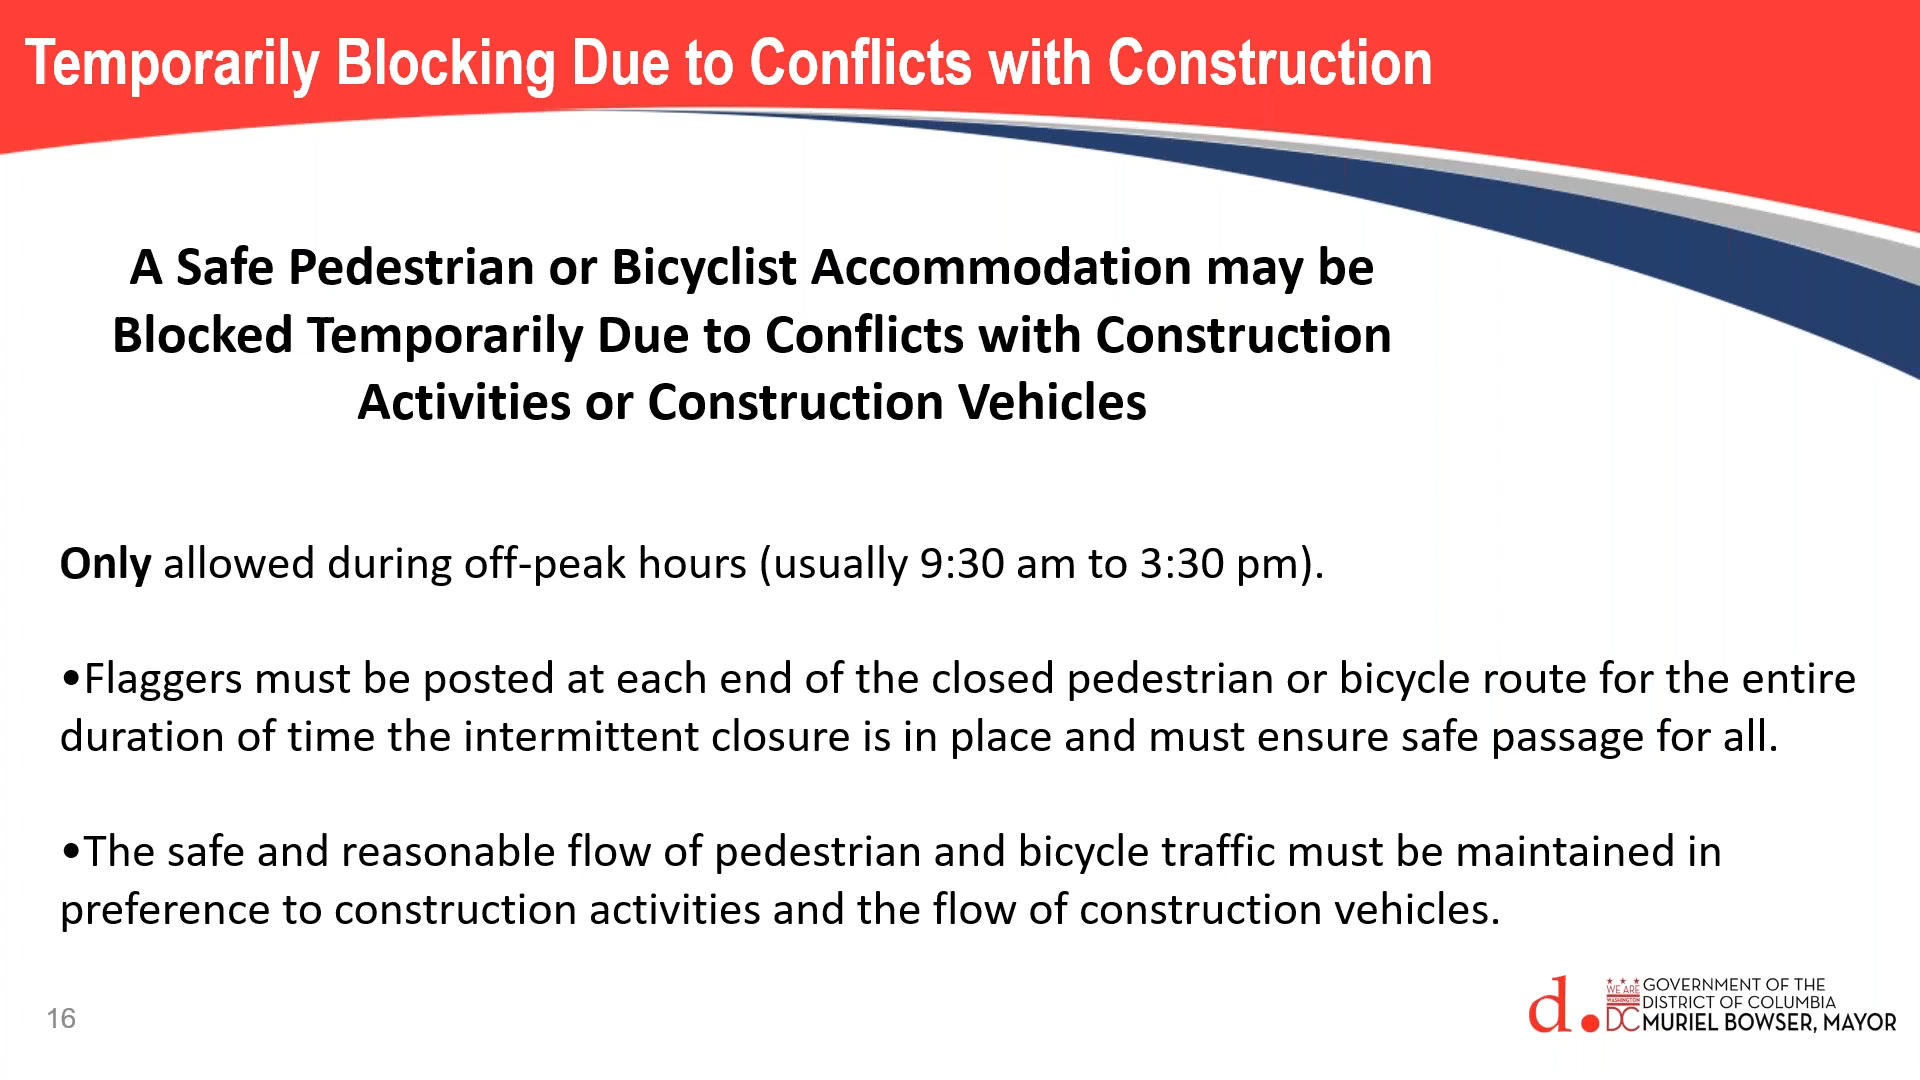 Temporarily Blocking Due to Conflicts with Construction
A Safe Pedestrian or Bicyclist Accommodation may be
Blocked Temporarily Due to Conflicts with Construction
Activities or Construction Vehicles
Only allowed during off-peak hours (usually 9:30 am to 3:30 pm).
•Flaggers must be posted at each end of the closed pedestrian or bicycle route for the entire
duration of time the intermittent closure is in place and must ensure safe passage for all.
•The safe and reasonable flow of pedestrian and bicycle traffic must be maintained in
preference to construction activities and the flow of construction vehicles.
16
d.
WE ARE
WASHINGTON
DC
GOVERNMENT OF THE
DISTRICT OF COLUMBIA
MURIEL BOWSER, MAYOR